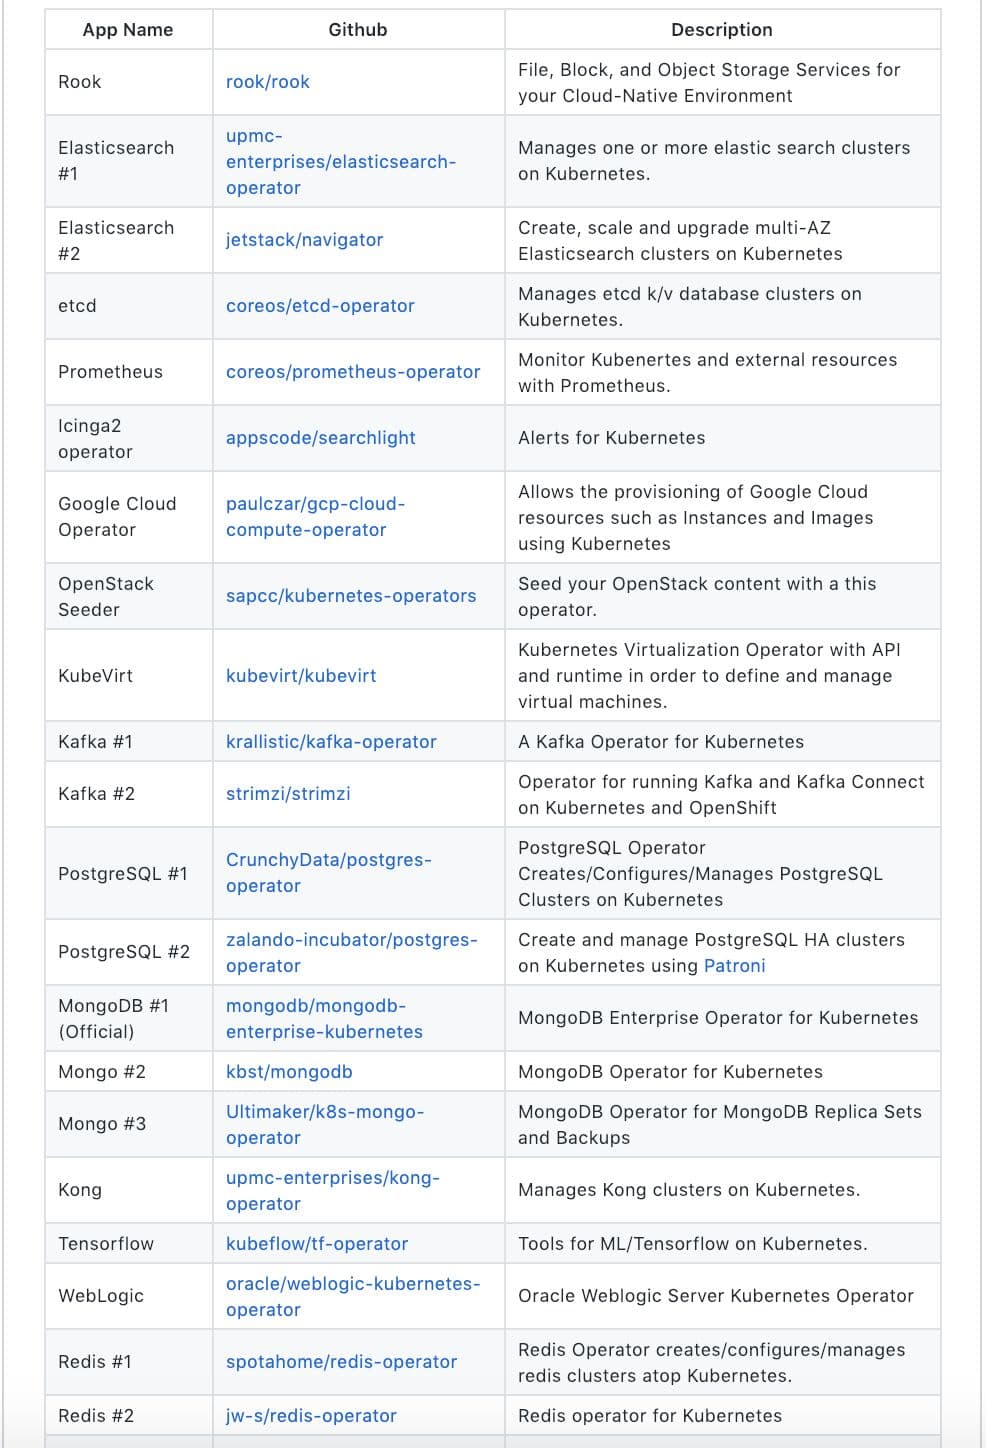 App Name Github Description
Rook rook/rook File, Block, and Object Storage Services for
your Cloud-Native Environment
Elasticsearch
#1
upmc-
enterprises/elasticsearch-
operator
Manages one or more elastic search clusters
on Kubernetes.
Elasticsearch
#2
jetstack/navigator
Create, scale and upgrade multi-AZ
Elasticsearch clusters on Kubernetes
etcd
coreos/etcd-operator
Manages etcd k/v database clusters on
Kubernetes.
Prometheus
coreos/prometheus-operator
Monitor Kubenertes and external resources
with Prometheus.
Icinga2
operator
appscode/searchlight
Alerts for Kubernetes
Google Cloud
Operator
paulczar/gcp-cloud-
compute-operator
Allows the provisioning of Google Cloud
resources such as Instances and Images
using Kubernetes
OpenStack
Seeder
sapcc/kubernetes-operators
Seed your OpenStack content with a this
operator.
KubeVirt
kubevirt/kubevirt
Kubernetes Virtualization Operator with API
and runtime in order to define and manage
virtual machines.
Kafka #1
krallistic/kafka-operator
A Kafka Operator for Kubernetes
Kafka #2
strimzi/strimzi
Operator for running Kafka and Kafka Connect
on Kubernetes and OpenShift
PostgreSQL #1
CrunchyData/postgres-
operator
PostgreSQL Operator
Creates/Configures/Manages PostgreSQL
Clusters on Kubernetes
PostgreSQL #2
zalando-incubator/postgres-
operator
Create and manage PostgreSQL HA clusters
on Kubernetes using Patroni
MongoDB #1
(Official)
mongodb/mongodb-
enterprise-kubernetes
MongoDB Enterprise Operator for Kubernetes
Mongo #2
kbst/mongodb
MongoDB Operator for Kubernetes
Mongo #3
Ultimaker/k8s-mongo-
operator
MongoDB Operator for MongoDB Replica Sets
and Backups
Kong
upmc-enterprises/kong-
operator
Manages Kong clusters on Kubernetes.
Tensorflow
kubeflow/tf-operator
Tools for ML/Tensorflow on Kubernetes.
WebLogic
oracle/weblogic-kubernetes-
operator
Oracle Weblogic Server Kubernetes Operator
Redis #1
spotahome/redis-operator
Redis Operator creates/configures/manages
redis clusters atop Kubernetes.
Redis #2
jw-s/redis-operator
Redis operator for Kubernetes